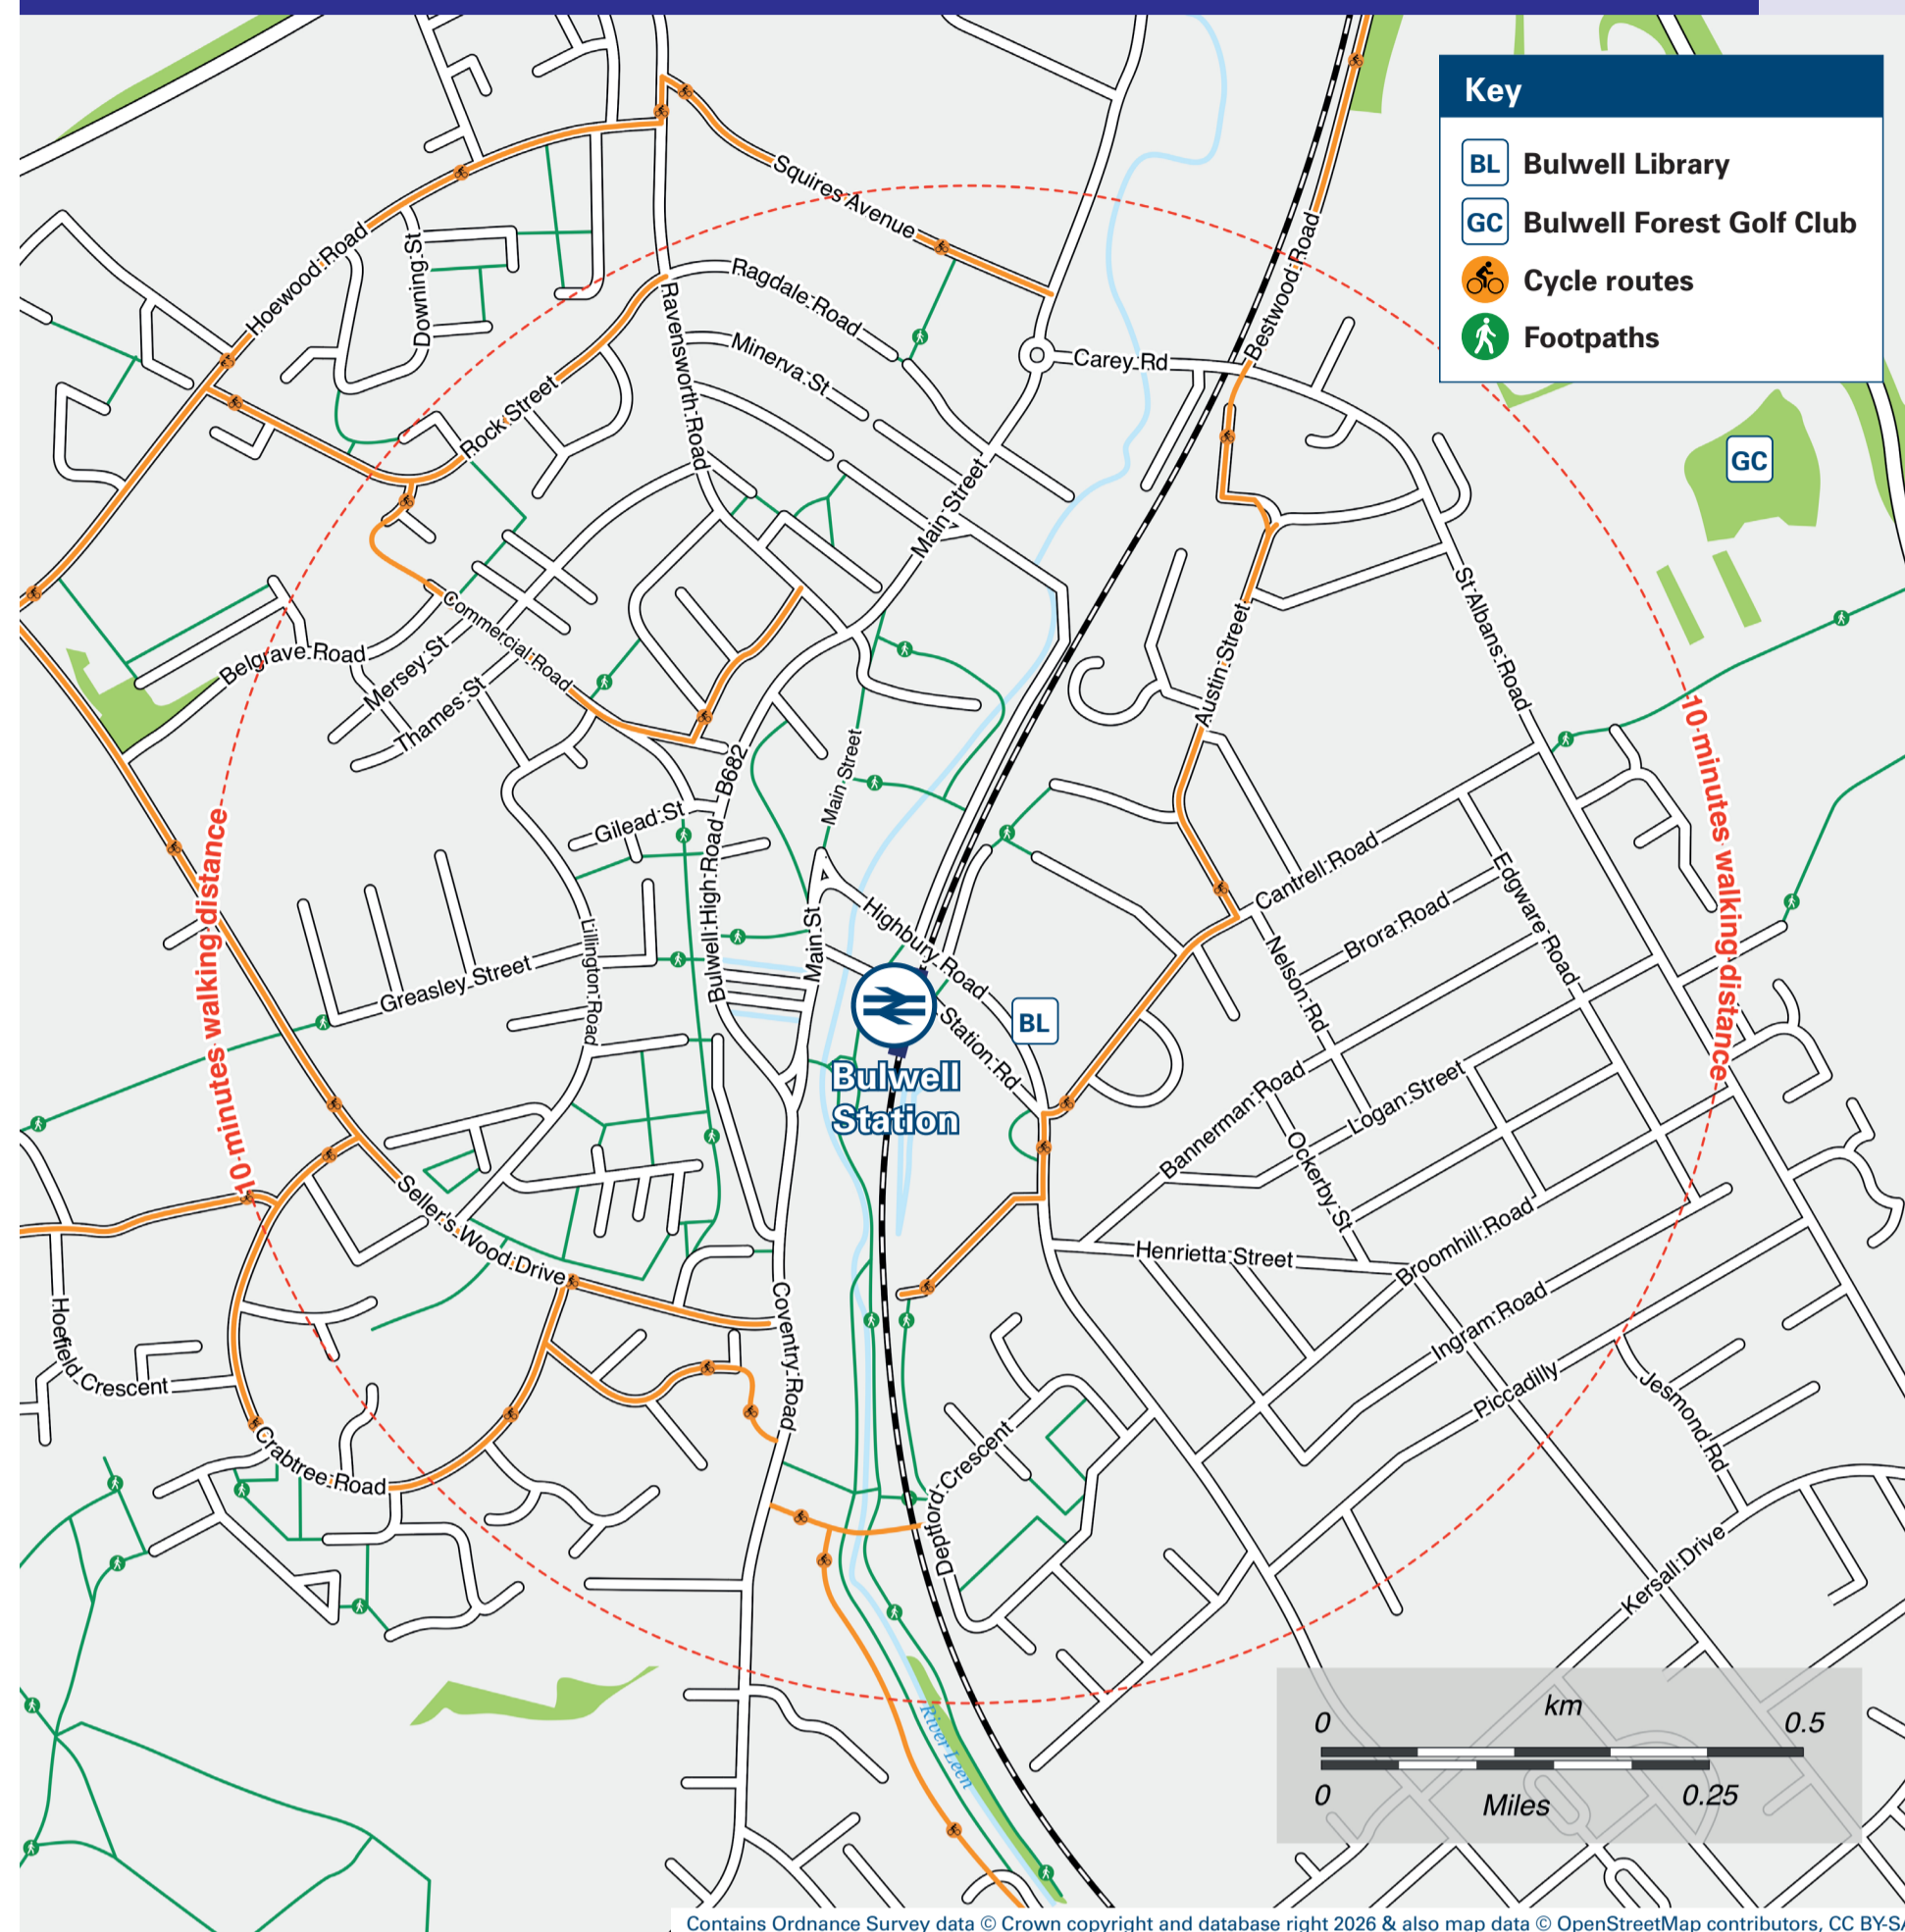 Key
BL Bulwell Library
GC Bulwell Forest Golf Club
Cycle routes
Footpaths
Squires Avenue
Hoewood Road
Downing St
Bestwood Road
Ragdale Road
Ravensworth Road
Minerva St
Carey Rd
Rock Street
GC
Main Street
St Albans Road
Commercial Road
Belgrave Road
Mersey St
Thames St
Austin Street
10 minutes walking distance
B682
Main Street
Gilead St
10 minutes walking distance
Bulwell High Road
Cantrell Road
Edgware Road
Brora Road
Highbury Road
Main St
Lillington Road
Greasley Street
Nelson Rd
BL
Station Rd
Bulwell
Station
Bannerman Road
Logan Street
Ockerby St
Seller's Wood Drive
Henrietta Street
Broomhill Road
Coventry Road
Hoefield Crescent
Ingram Road
Piccadilly
Jesmond Rd
Crabtree Road
Deptford Crescent
Kersall Drive
River Leen
km
0 0.5
0 0.25
Miles
Contains Ordnance Survey data © Crown copyright and database right 2026 & also map data © OpenStreetMap contributors, CC BY-SA